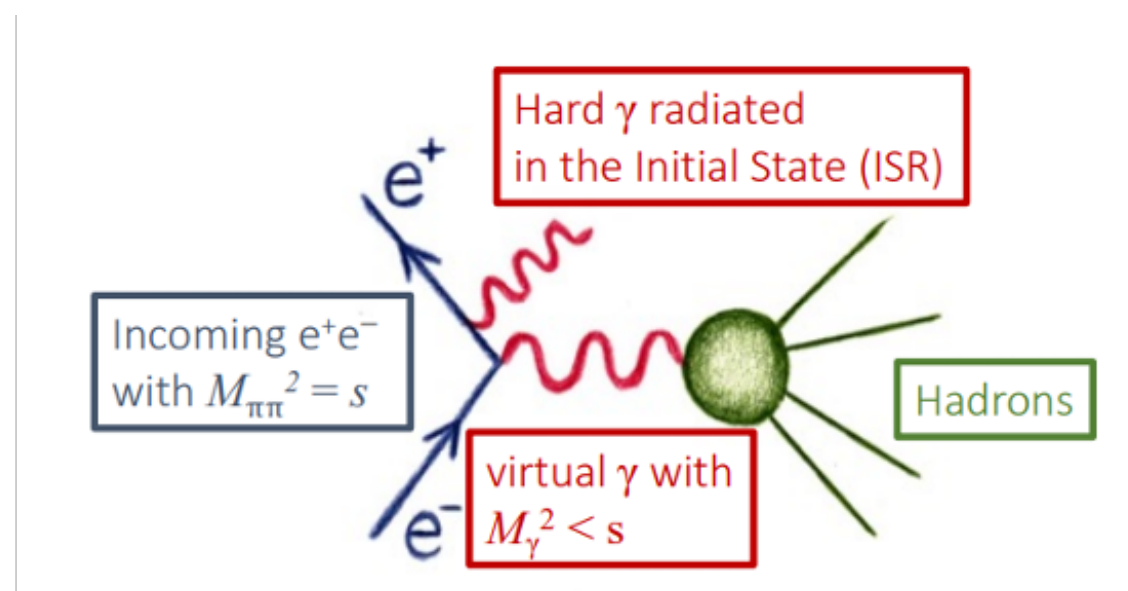 Hard γ radiated
in the Initial State (ISR)
e⁺
Incoming e⁺e⁻
with Mππ² = s
Hadrons
virtual γ with
Mγ² < s
e⁻